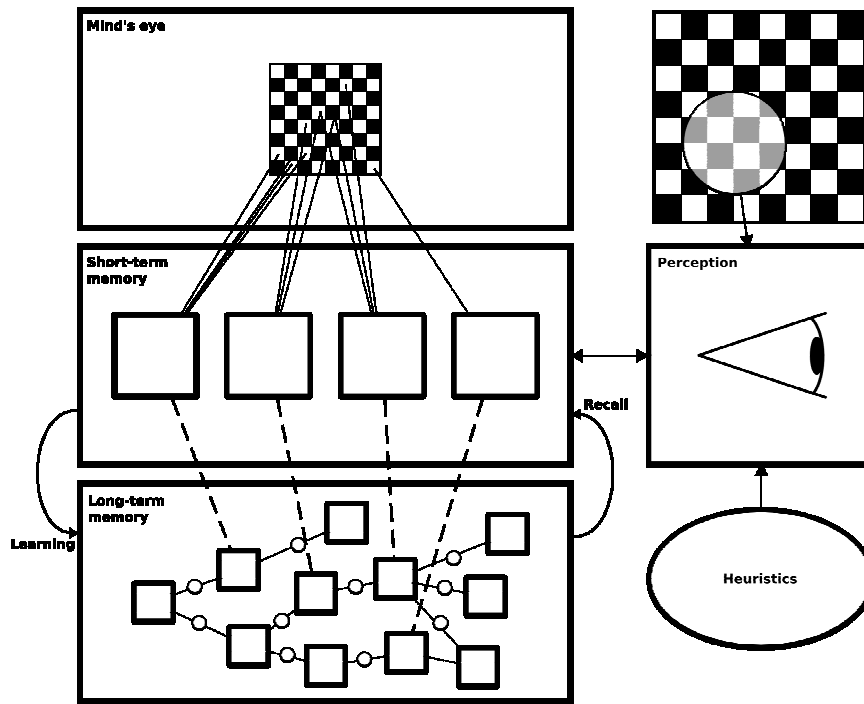 Mind's eye
Short-term
memory
Perception
Recall
Long-term
memory
Learning
Heuristics